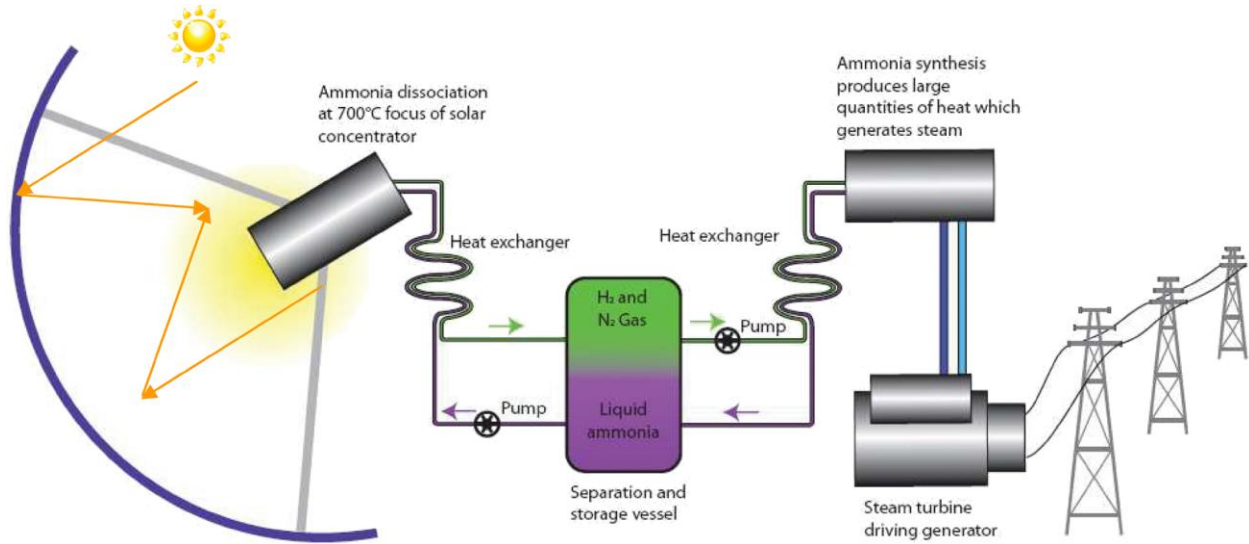 Ammonia dissociation
at 700°C focus of solar
concentrator
Ammonia synthesis
produces large
quantities of heat which
generates steam
Heat exchanger
Heat exchanger
H₂ and
N₂ Gas
Pump
Pump
Liquid
ammonia
Separation and
storage vessel
Steam turbine
driving generator